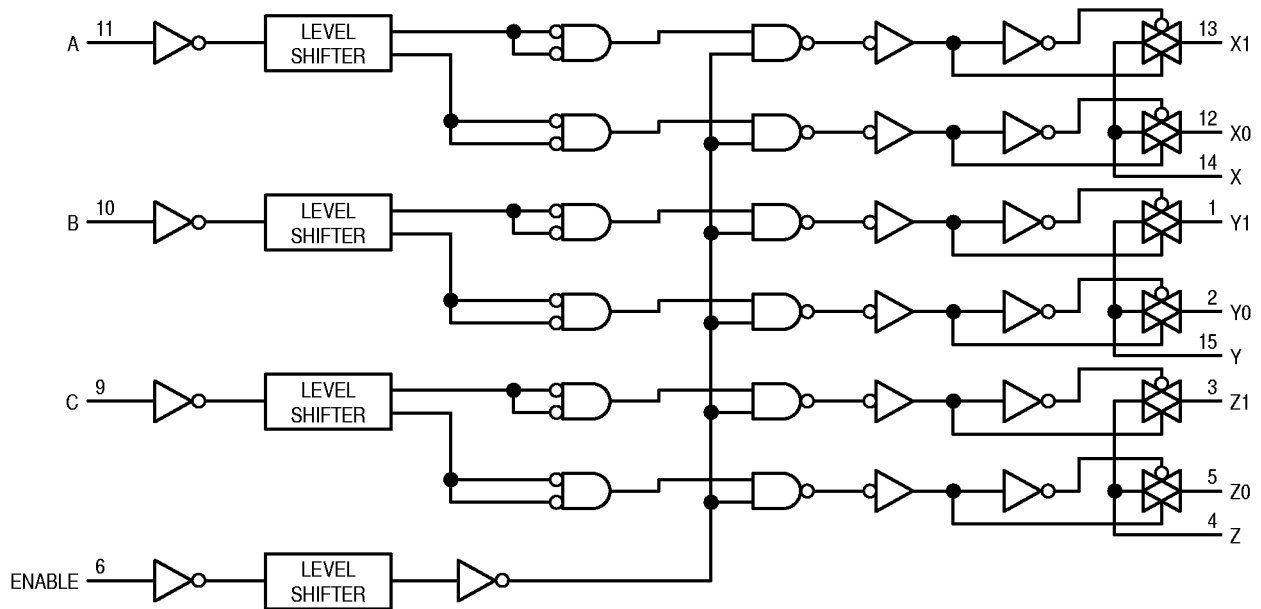 A 11 LEVEL SHIFTER 13 X1
12 X0
14 X
B 10 LEVEL SHIFTER 1 Y1
2 Y0
15 Y
C 9 LEVEL SHIFTER 3 Z1
5 Z0
4 Z
ENABLE 6 LEVEL SHIFTER